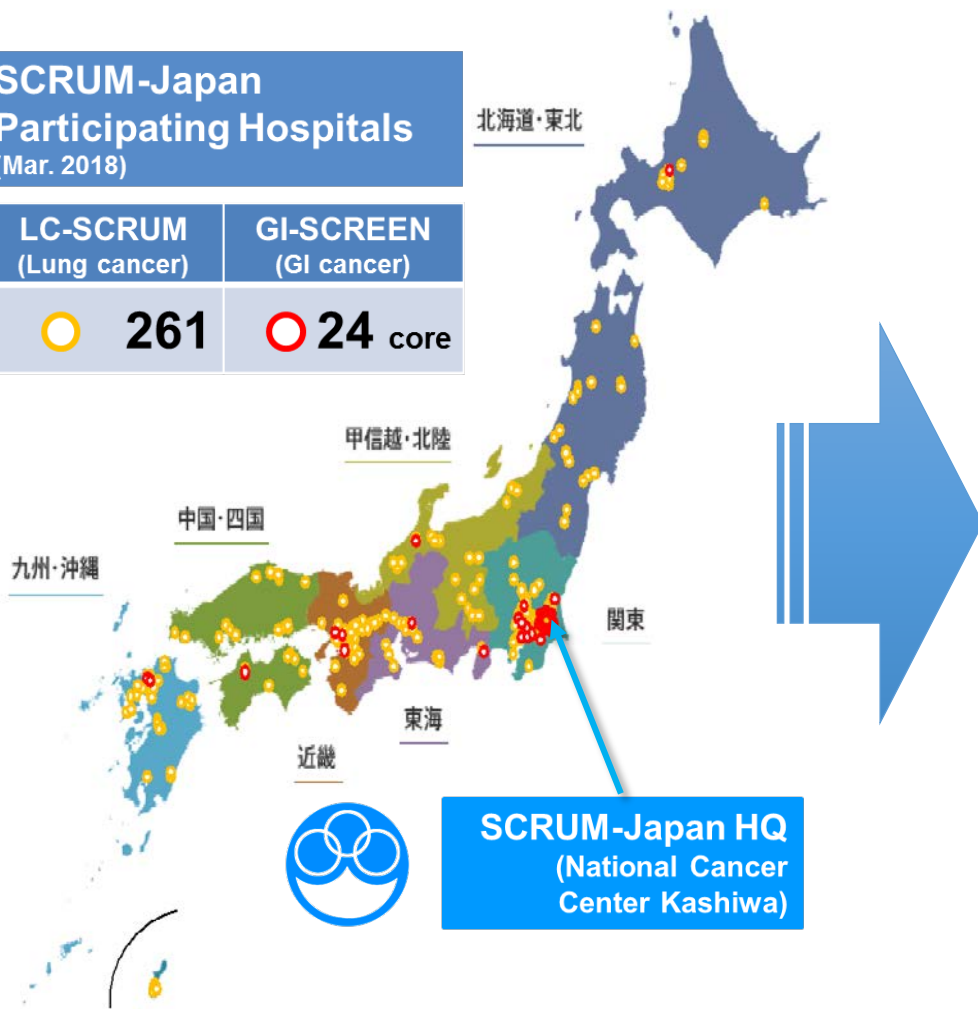 SCRUM-Japan
Participating Hospitals
(Mar. 2018)
LC-SCRUM
(Lung cancer)
GI-SCREEN
(GI cancer)
261
24 core
北海道・東北
甲信越・北陸
中国・四国
九州・沖縄
関東
東海
近畿
SCRUM-Japan HQ
(National Cancer
Center Kashiwa)